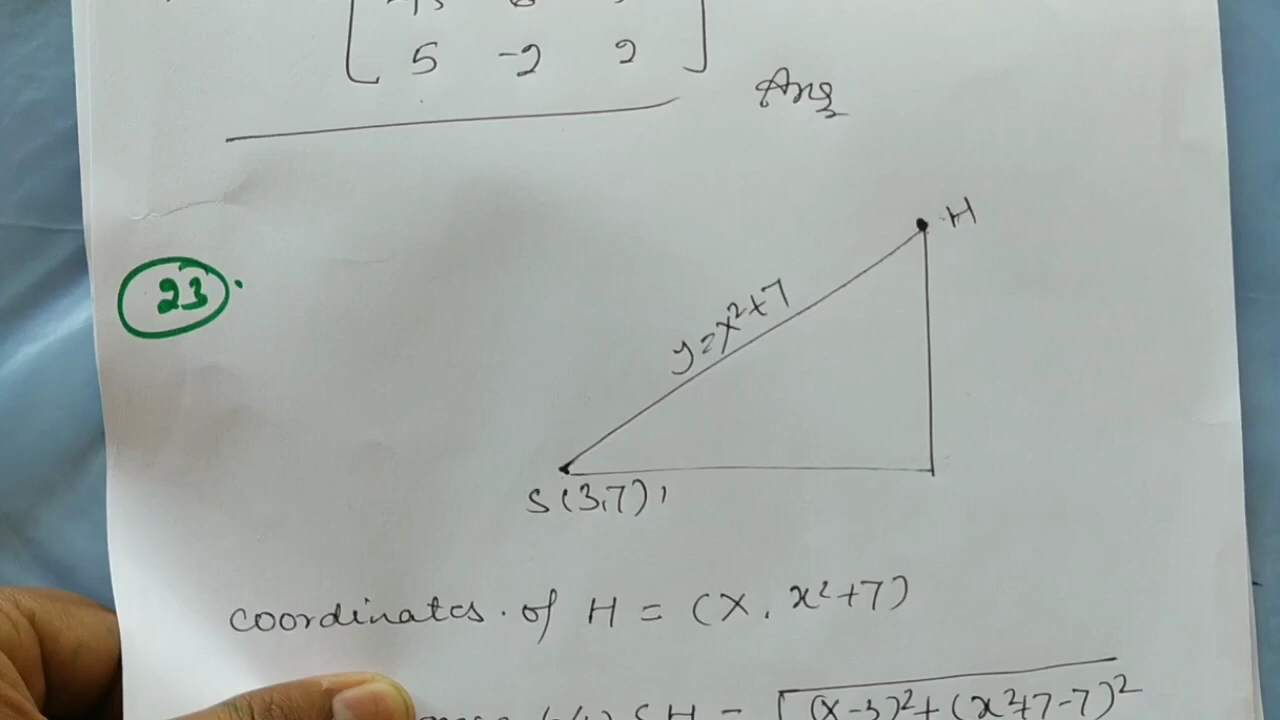 5 -2 2
Ans
23.
H
y=x²+7
S(3,7)
coordinates of H = (x, x²+7)
SH = √(x-3)²+(x²+7-7)²